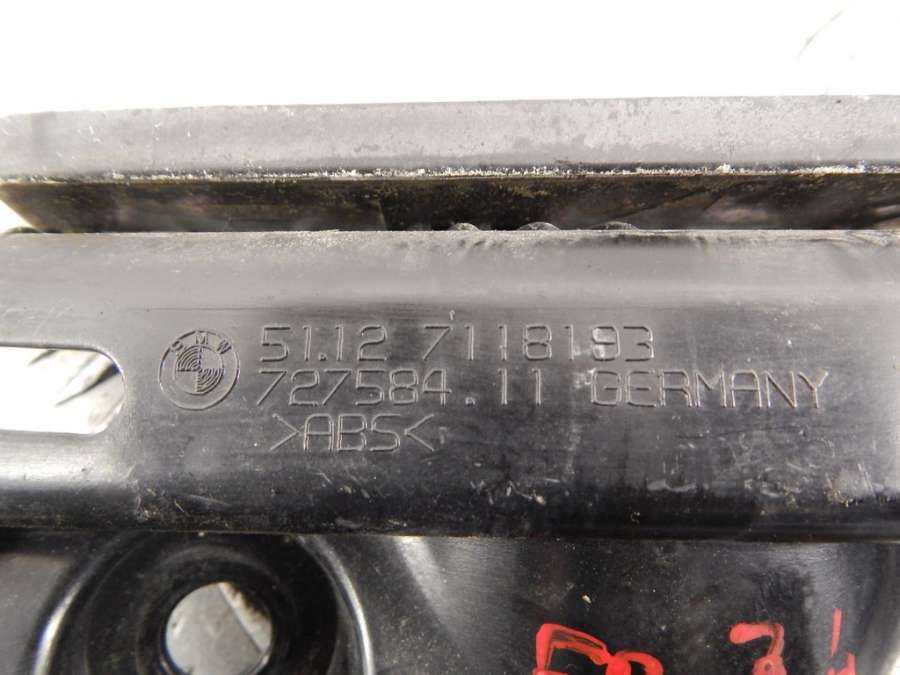 BMW
51.12 7118193
727584.11 GERMANY
>ABS<